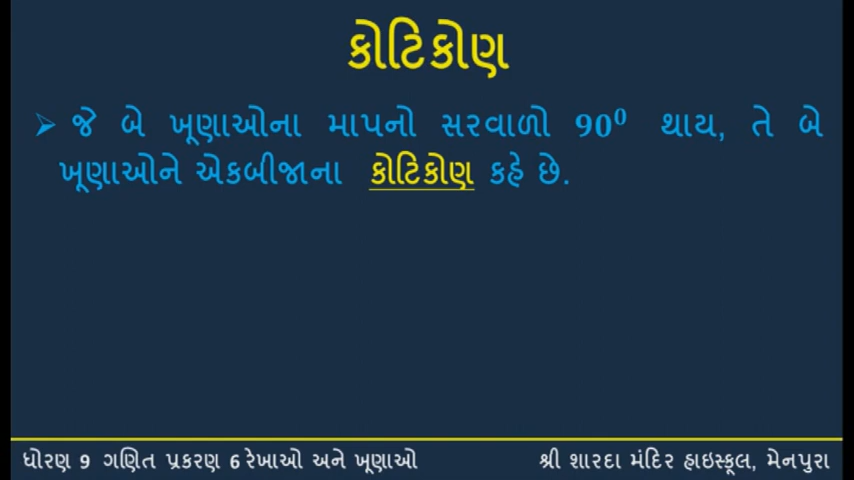 કોટિકોણ
➢ જે બે ખૂણાઓના માપનો સરવાળો 90⁰ થાય, તે બે
ખૂણાઓને એકબીજાના કોટિકોણ કહે છે.
ધોરણ 9 ગણિત પ્રકરણ 6 રેખાઓ અને ખૂણાઓ
શ્રી શારદા મંદિર હાઇસ્કૂલ, મેનપુરા